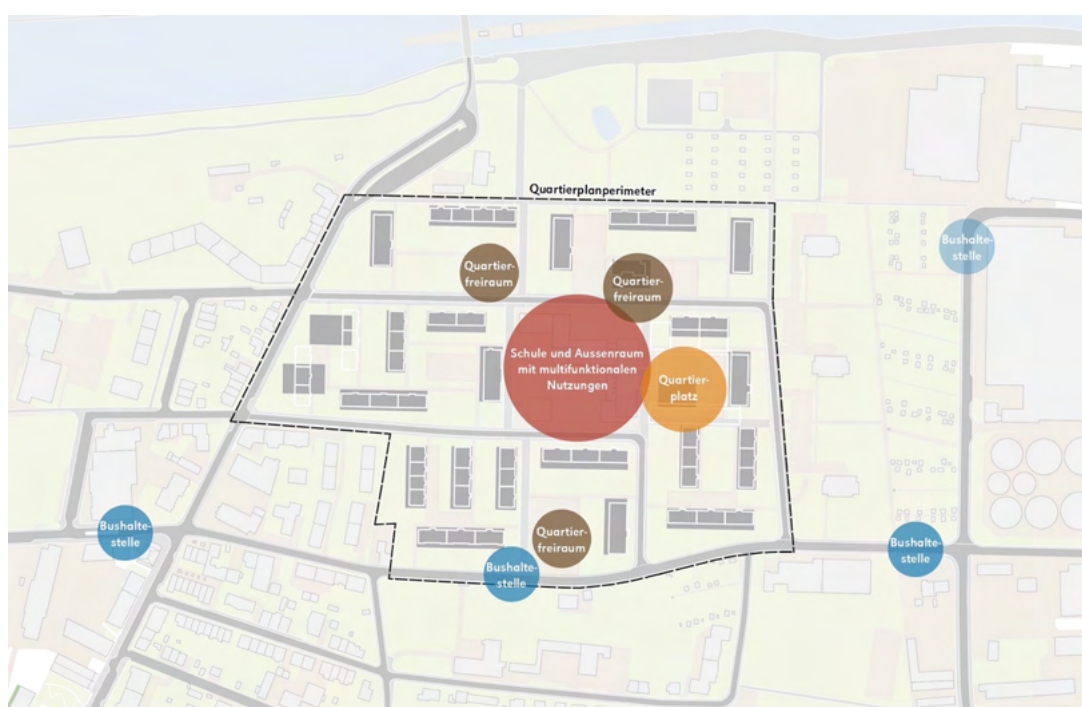 Quartierplanperimeter
Bushalte-
stelle
Quartier-
freiraum
Quartier-
freiraum
Schule und Aussenraum
mit multifunktionalen
Nutzungen
Quartier-
platz
Bushalte-
stelle
Quartier-
freiraum
Bushalte-
stelle
Bushalte-
stelle